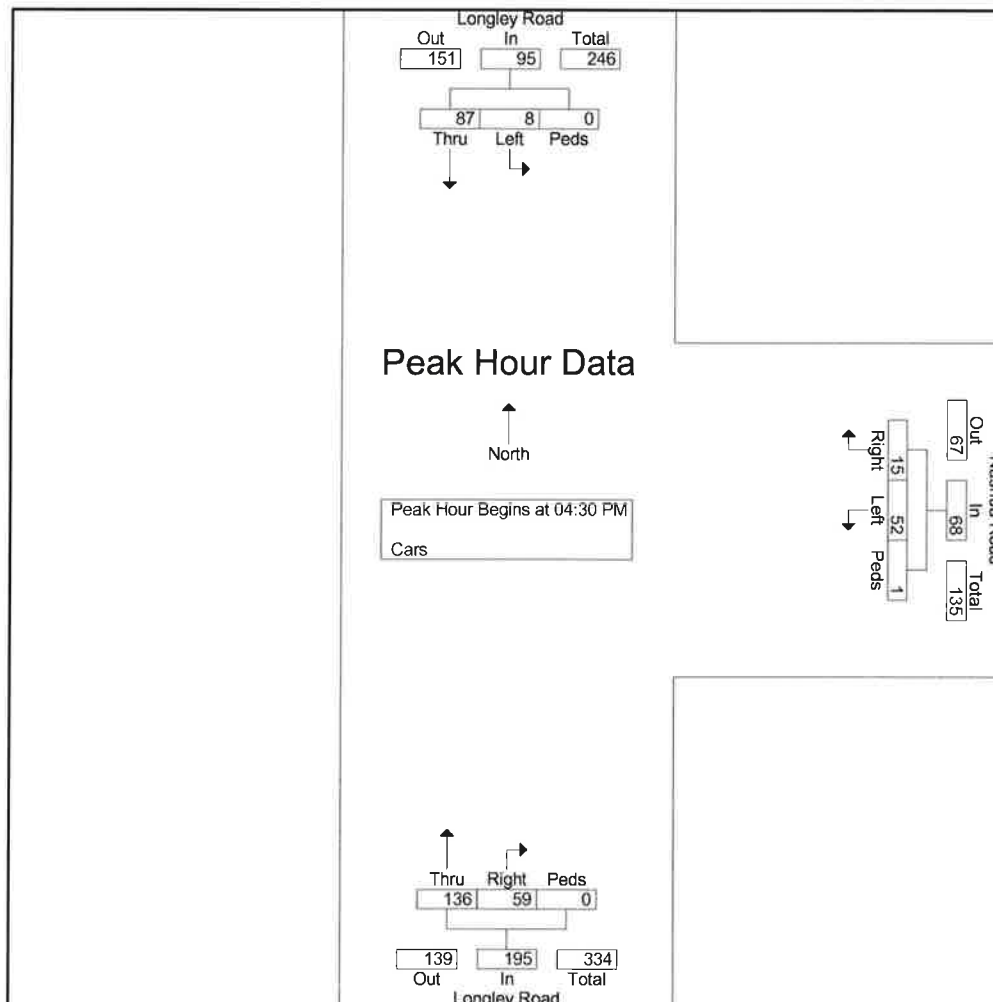 Longley Road
Out In Total
151 95 246
87 8 0
Thru Left Peds
Peak Hour Data
North
Peak Hour Begins at 04:30 PM
Cars
Out In Total
67 68 135
15 52 1
Right Left Peds
Thru Right Peds
136 59 0
139 195 334
Out In Total
Longley Road